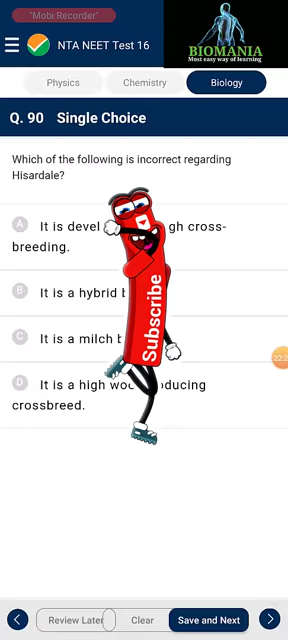 "Mobi Recorder"
NTA NEET Test 16
BIOMANIA
Most easy way of learning
Physics
Chemistry
Biology
Q. 90 Single Choice
Which of the following is incorrect regarding
Hisardale?
A It is devel gh cross-
breeding.
B It is a hybrid
C It is a milch
D It is a high ducing
crossbreed.
Subscribe
22:2
Review Later
Clear
Save and Next